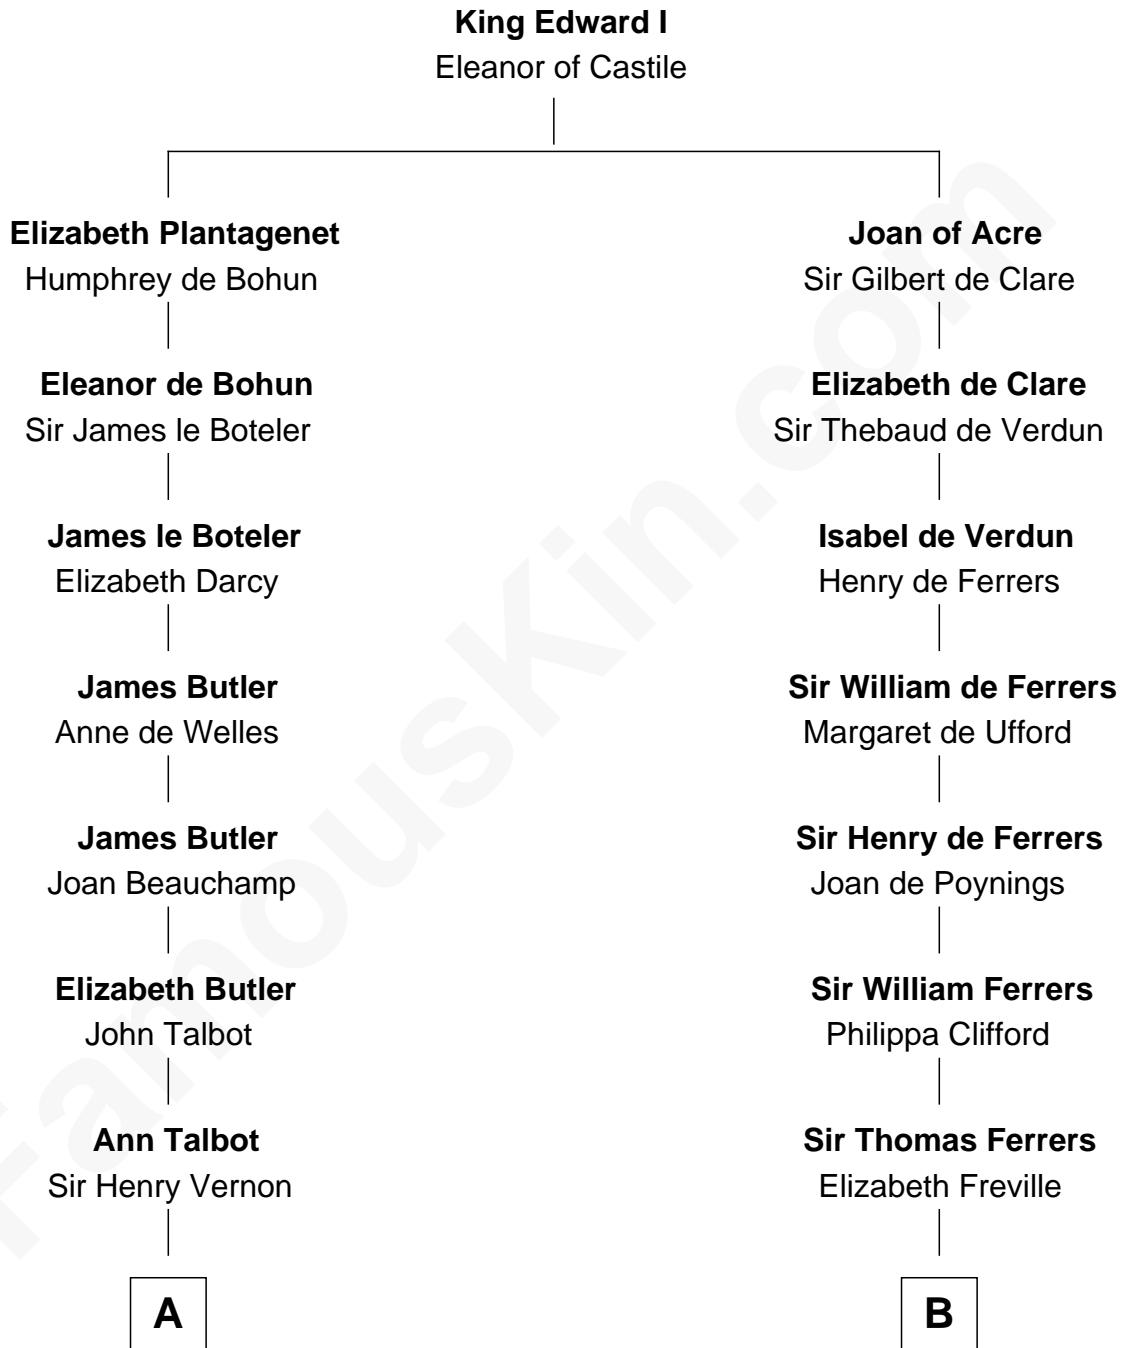 King Edward I
Eleanor of Castile
Elizabeth Plantagenet
Humphrey de Bohun
Joan of Acre
Sir Gilbert de Clare
Eleanor de Bohun
Sir James le Boteler
Elizabeth de Clare
Sir Thebaud de Verdun
James le Boteler
Elizabeth Darcy
Isabel de Verdun
Henry de Ferrers
James Butler
Anne de Welles
Sir William de Ferrers
Margaret de Ufford
James Butler
Joan Beauchamp
Sir Henry de Ferrers
Joan de Poynings
Elizabeth Butler
John Talbot
Sir William Ferrers
Philippa Clifford
Ann Talbot
Sir Henry Vernon
Sir Thomas Ferrers
Elizabeth Freville
A
B
FamousKin.com